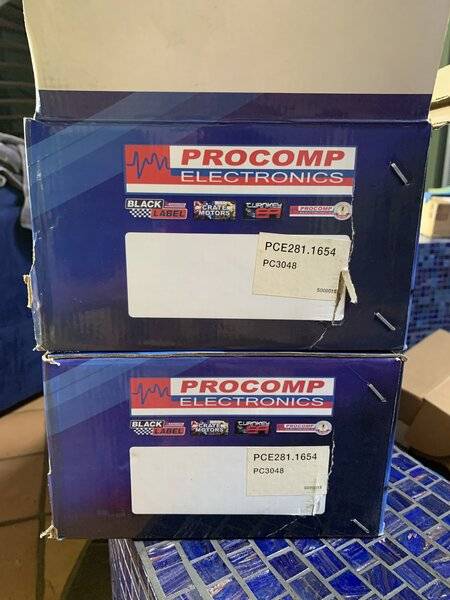 PROCOMP
ELECTRONICS
BLACK LABEL
CRATE MOTORS
TURNKEY EFI
PROCOMP
PCE281.1654
PC3048
PROCOMP
ELECTRONICS
BLACK LABEL
CRATE MOTORS
TURNKEY
PROCOMP
PCE281.1654
PC3048